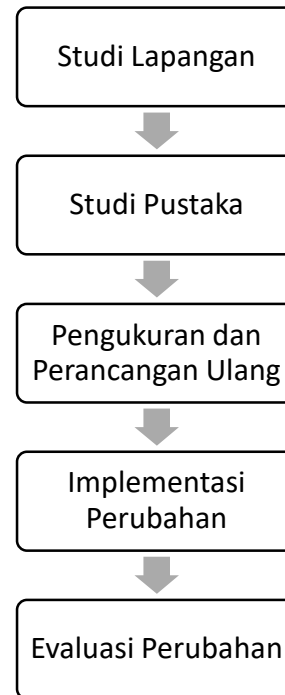 Studi Lapangan
Studi Pustaka
Pengukuran dan
Perancangan Ulang
Implementasi
Perubahan
Evaluasi Perubahan